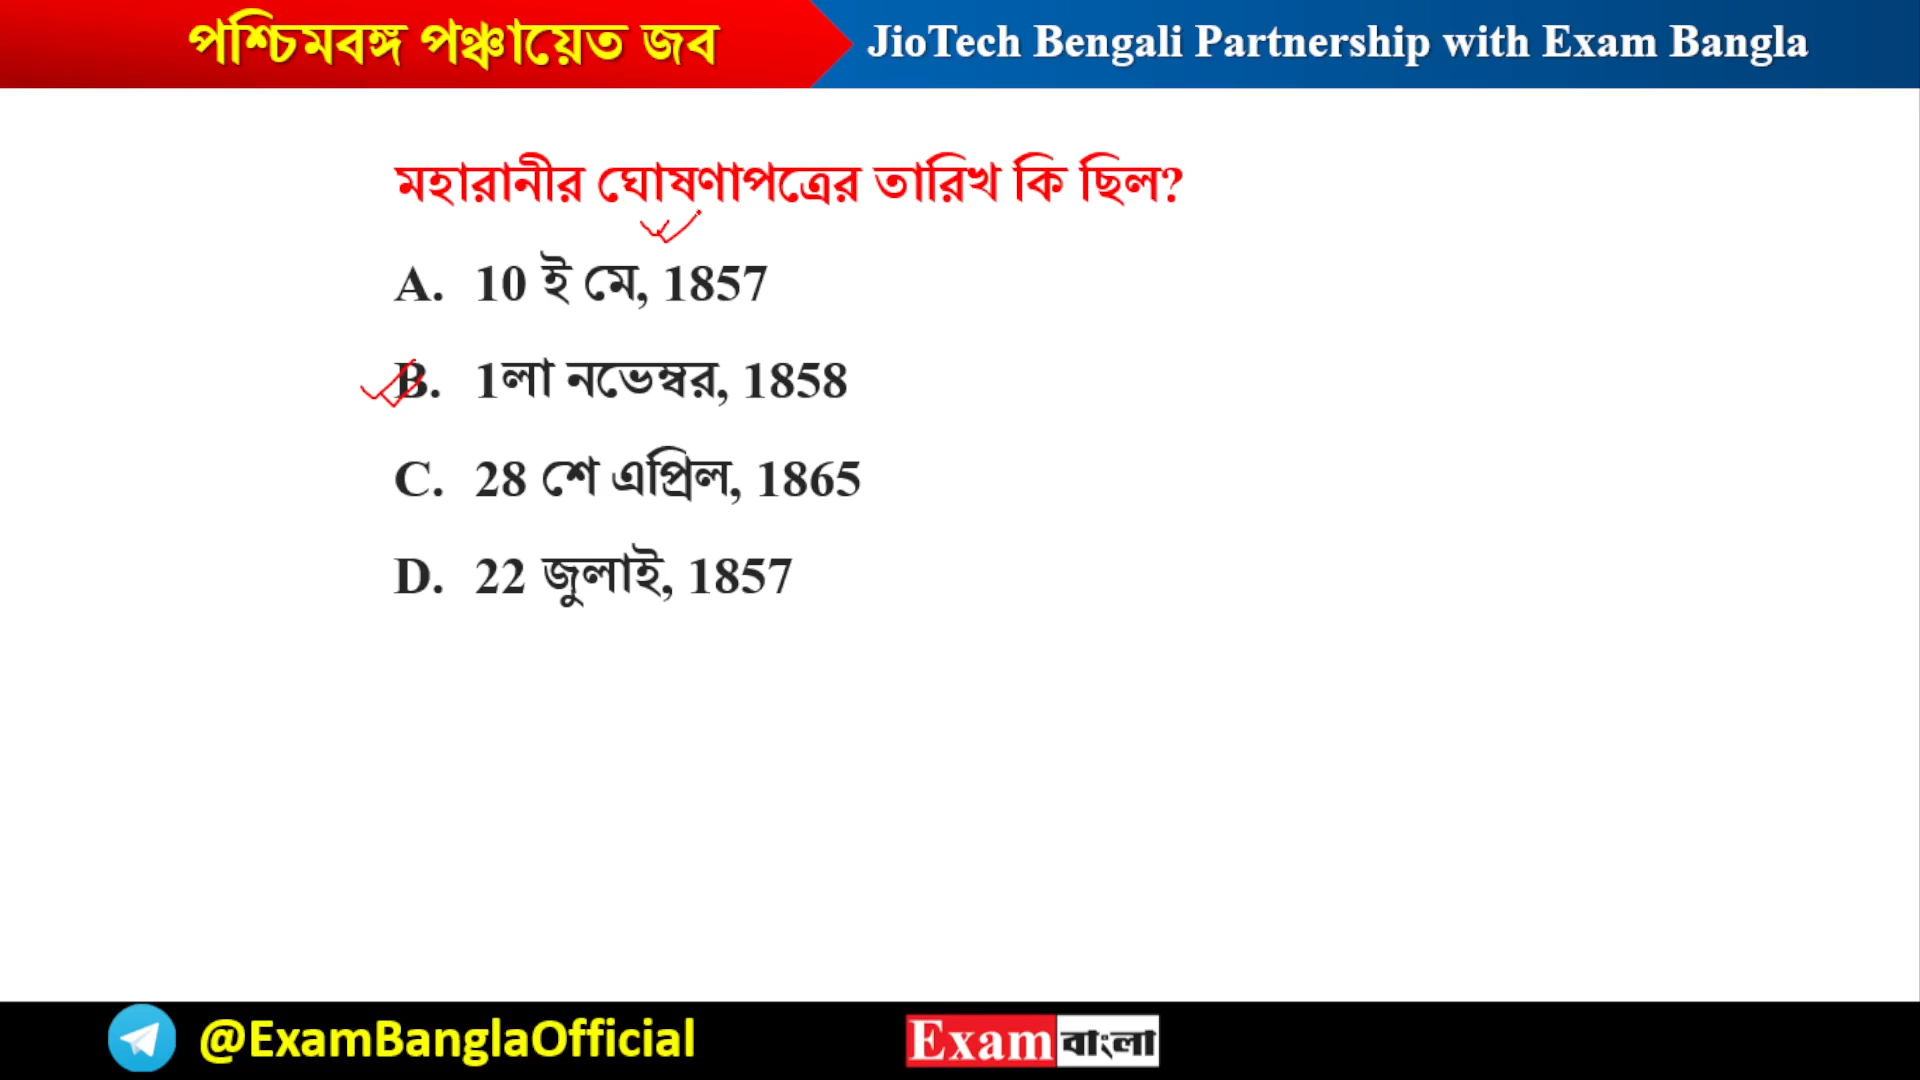 পশ্চিমবঙ্গ পঞ্চায়েত জব
JioTech Bengali Partnership with Exam Bangla
মহারানীর ঘোষণাপত্রের তারিখ কি ছিল?
A. 10 ই মে, 1857
B. 1লা নভেম্বর, 1858
C. 28 শে এপ্রিল, 1865
D. 22 জুলাই, 1857
@ExamBanglaOfficial
Exam বাংলা